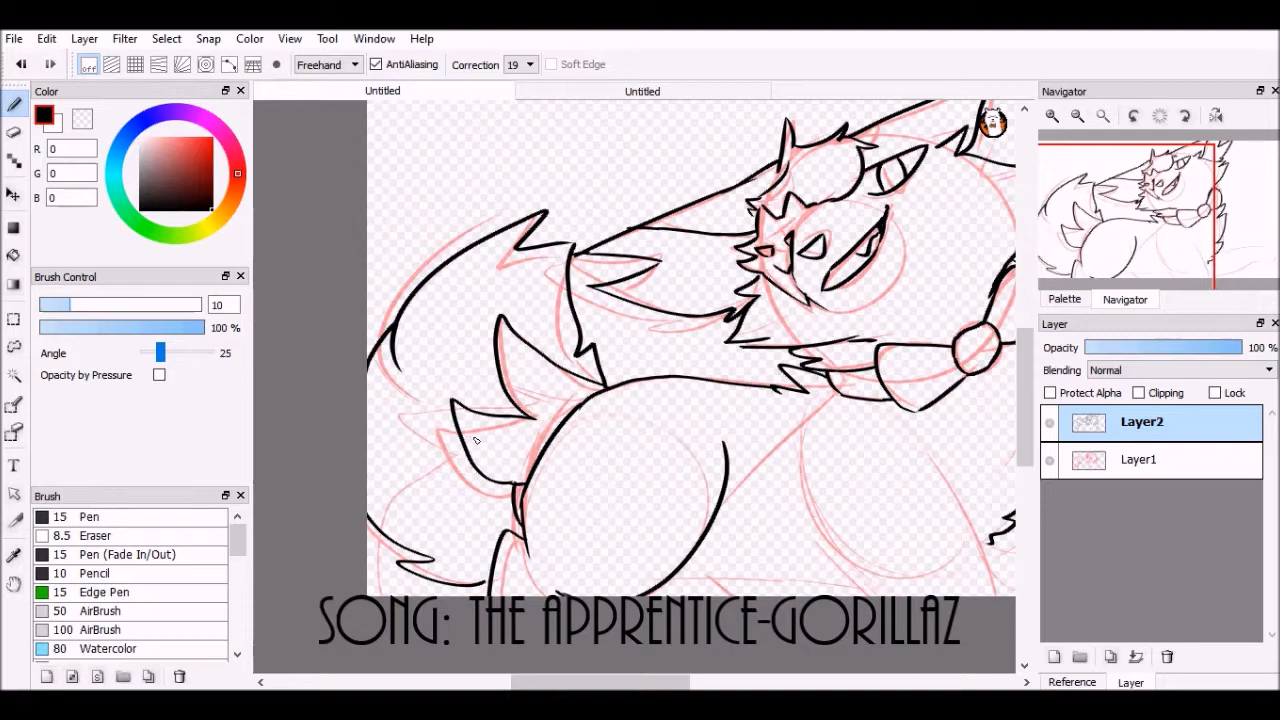 File Edit Layer Filter Select Snap Color View Tool Window Help
off Freehand AntiAliasing Correction 19 Soft Edge
Color
Untitled Untitled
Navigator
R 0
G 0
B 0
Brush Control
10
100 %
Angle 25
Opacity by Pressure
Palette Navigator
Layer
Opacity 100 %
Blending Normal
Protect Alpha Clipping Lock
Layer2
Layer1
Brush
15 Pen
8.5 Eraser
15 Pen (Fade In/Out)
10 Pencil
15 Edge Pen
50 AirBrush
100 AirBrush
80 Watercolor
SONG: THE APPRENTICE-GORILLAZ
Reference Layer